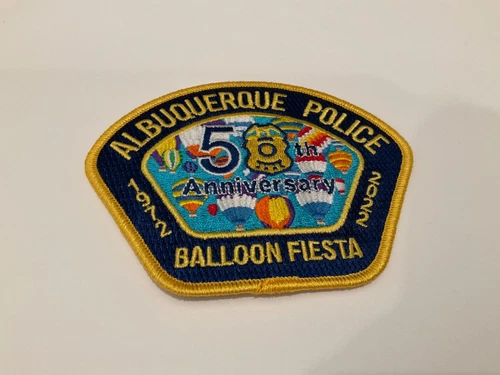 ALBUQUERQUE POLICE
50th
Anniversary
1972 2022
BALLOON FIESTA